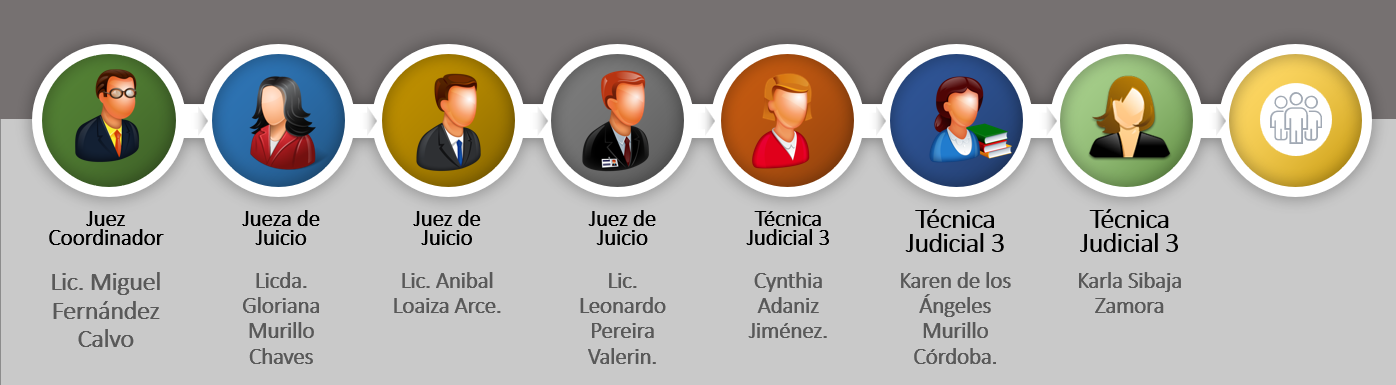 Juez
Coordinador
Lic. Miguel
Fernández
Calvo
Jueza de
Juicio
Licda.
Gloriana
Murillo
Chaves
Juez de
Juicio
Lic. Anibal
Loaiza Arce.
Juez de
Juicio
Lic.
Leonardo
Pereira
Valerin.
Técnica
Judicial 3
Cynthia
Adaniz
Jiménez.
Técnica
Judicial 3
Karen de los
Ángeles
Murillo
Córdoba.
Técnica
Judicial 3
Karla Sibaja
Zamora